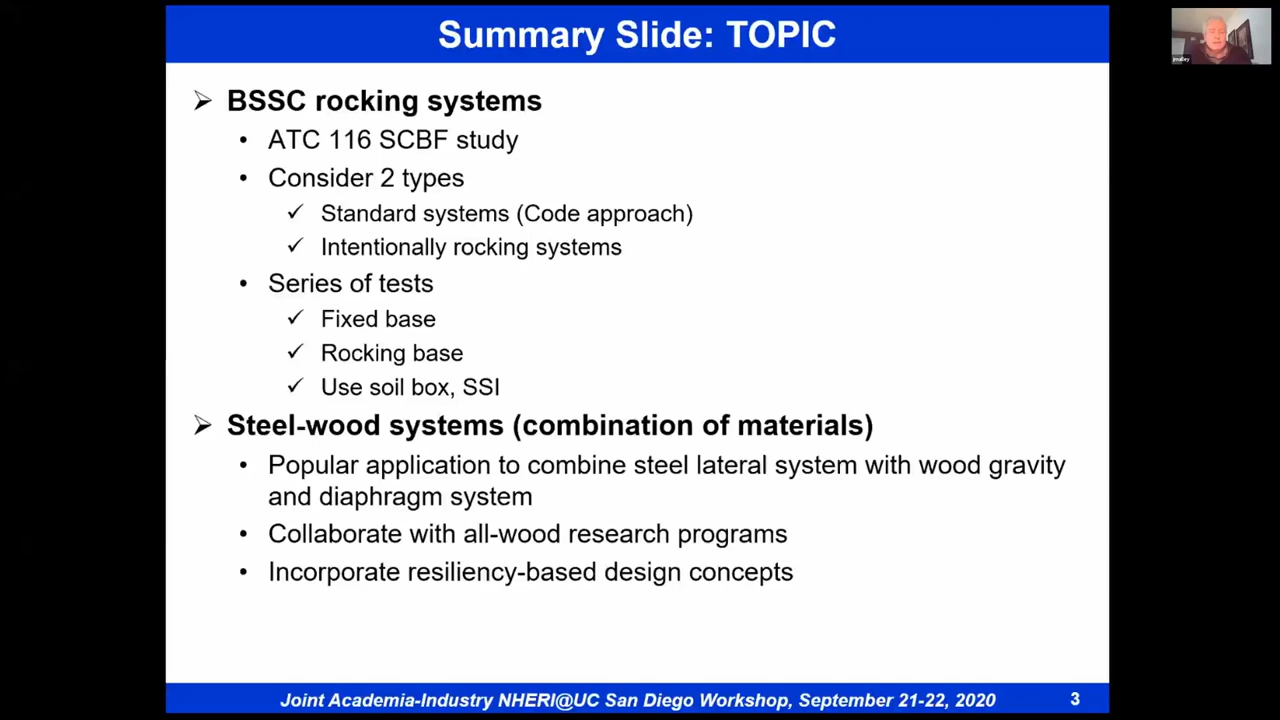 Summary Slide: TOPIC
➢ BSSC rocking systems
• ATC 116 SCBF study
• Consider 2 types
✓ Standard systems (Code approach)
✓ Intentionally rocking systems
• Series of tests
✓ Fixed base
✓ Rocking base
✓ Use soil box, SSI
➢ Steel-wood systems (combination of materials)
• Popular application to combine steel lateral system with wood gravity
and diaphragm system
• Collaborate with all-wood research programs
• Incorporate resiliency-based design concepts
Joint Academia-Industry NHERI@UC San Diego Workshop, September 21-22, 2020
3
jmalley